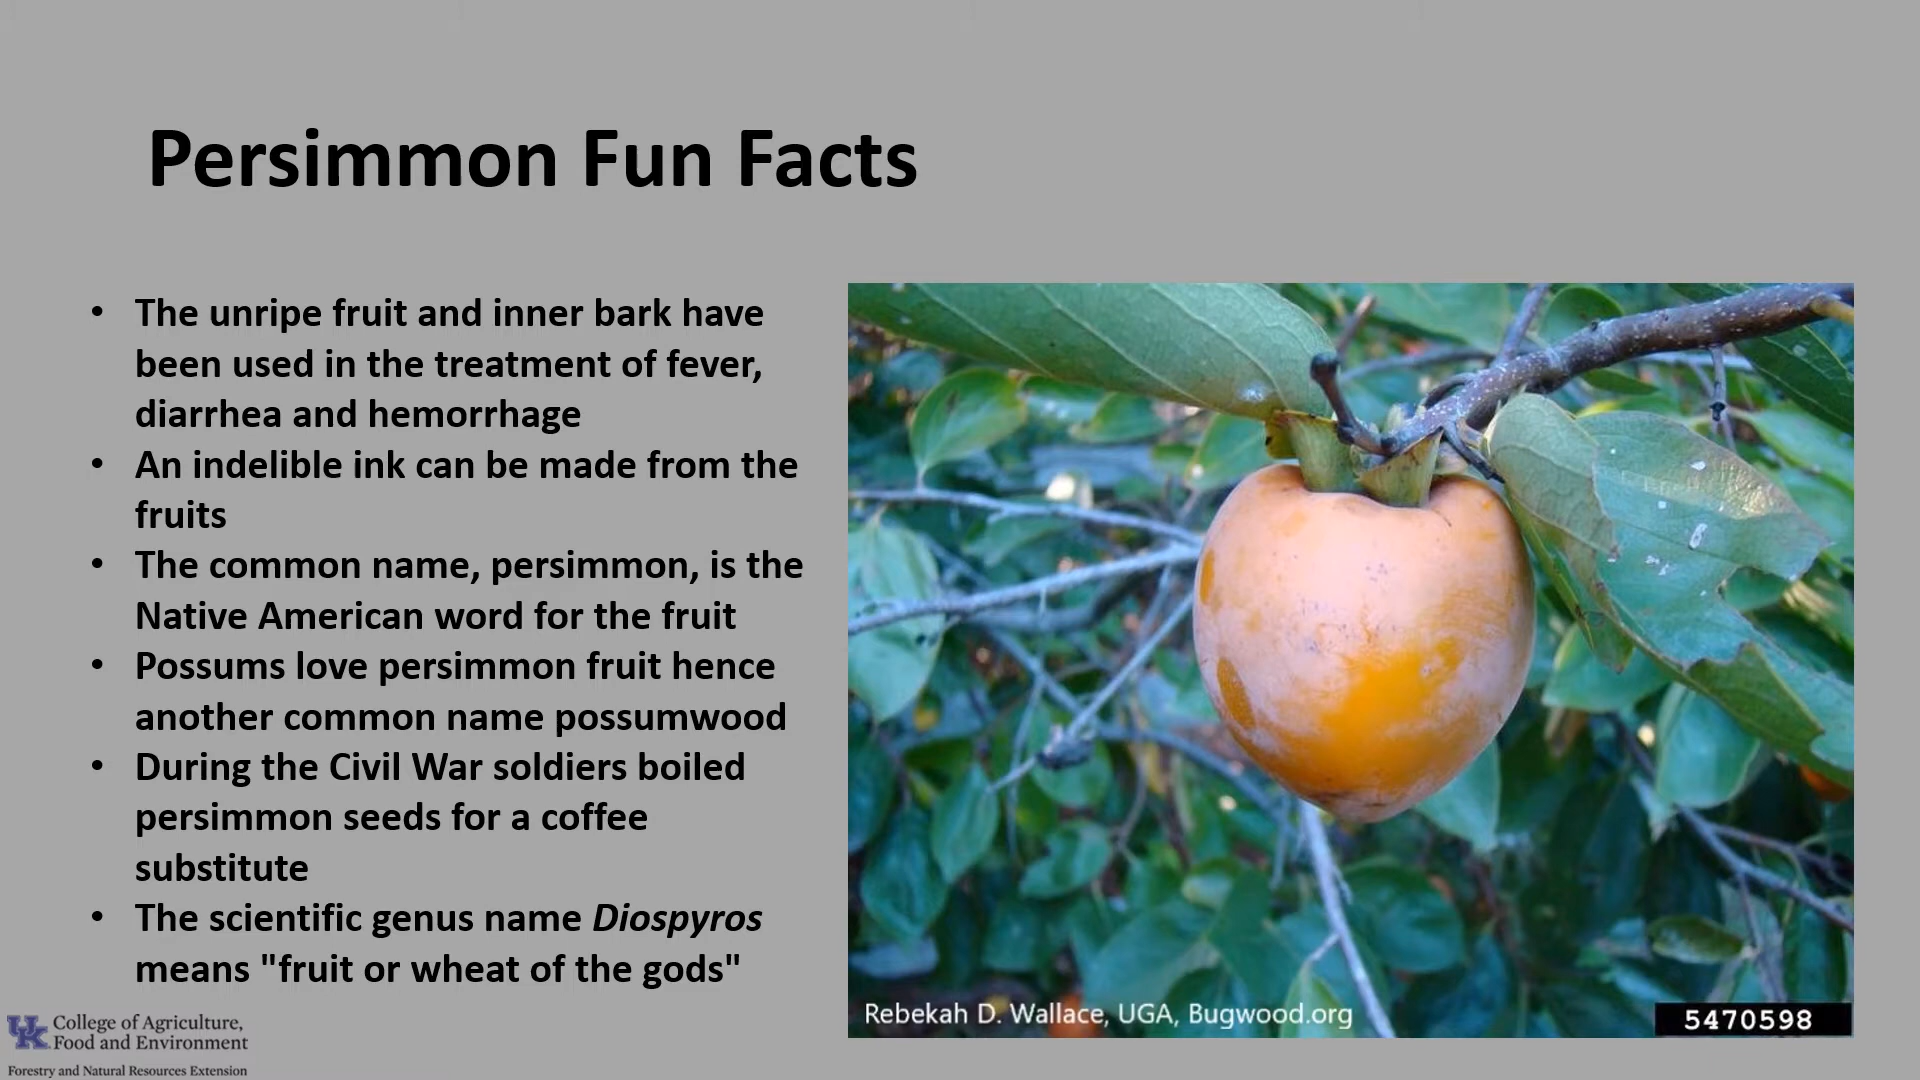 Persimmon Fun Facts
• The unripe fruit and inner bark have
been used in the treatment of fever,
diarrhea and hemorrhage
• An indelible ink can be made from the
fruits
• The common name, persimmon, is the
Native American word for the fruit
• Possums love persimmon fruit hence
another common name possumwood
• During the Civil War soldiers boiled
persimmon seeds for a coffee
substitute
• The scientific genus name Diospyros
means "fruit or wheat of the gods"
Rebekah D. Wallace, UGA, Bugwood.org
5470598
UK College of Agriculture,
Food and Environment
Forestry and Natural Resources Extension